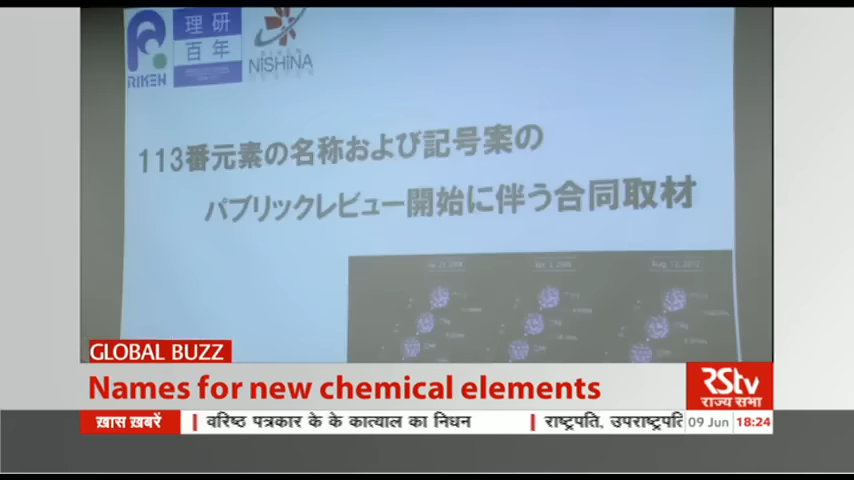 理研
百年
RIKEN
NISHINA
113番元素の名称および記号案の
パブリックレビュー開始に伴う合同取材
GLOBAL BUZZ
Names for new chemical elements
RSTV
राज्य सभा
ख़ास ख़बरें
वरिष्ठ पत्रकार के के कात्याल का निधन
राष्ट्रपति, उपराष्ट्रपति
09 Jun
18:24